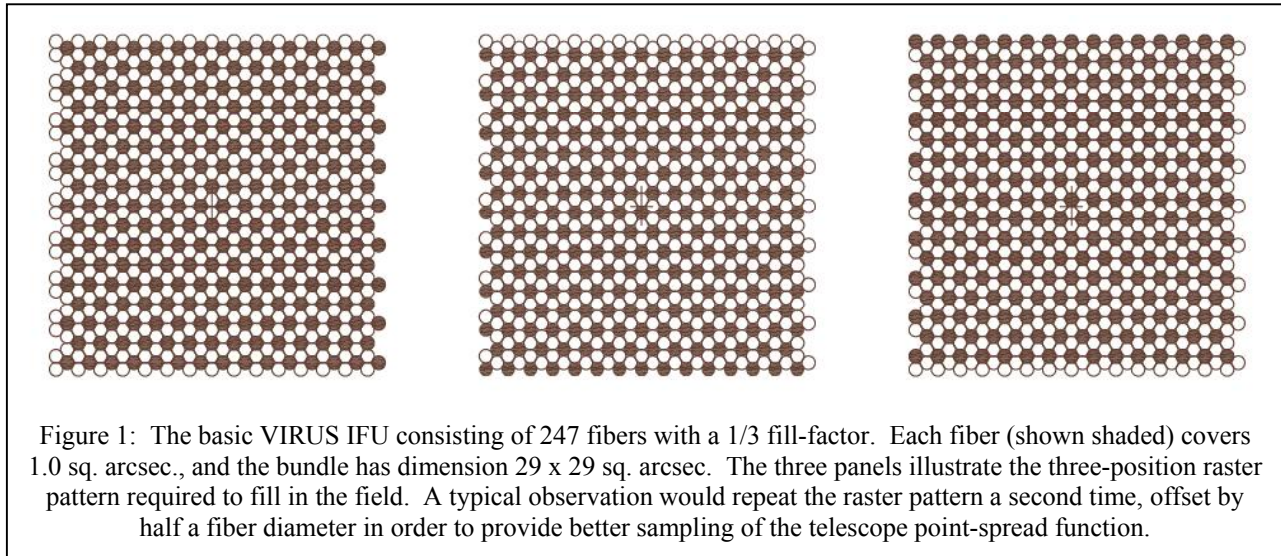 Figure 1:  The basic VIRUS IFU consisting of 247 fibers with a 1/3 fill-factor.  Each fiber (shown shaded) covers
1.0 sq. arcsec., and the bundle has dimension 29 x 29 sq. arcsec.  The three panels illustrate the three-position raster
pattern required to fill in the field.  A typical observation would repeat the raster pattern a second time, offset by
half a fiber diameter in order to provide better sampling of the telescope point-spread function.